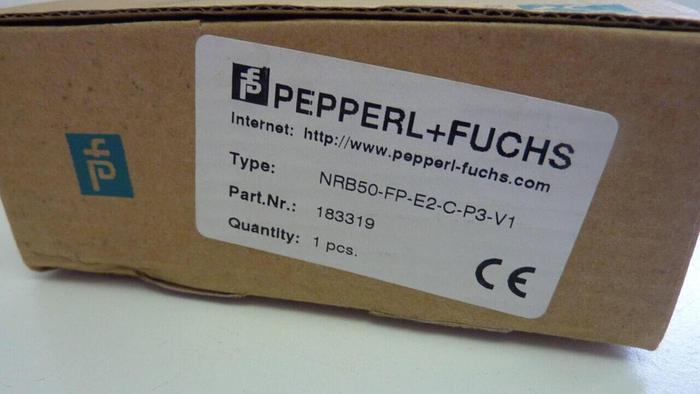 PEPPERL+FUCHS
Internet: http://www.pepperl-fuchs.com
Type: NRB50-FP-E2-C-P3-V1
Part.Nr.: 183319
Quantity: 1 pcs.
CE